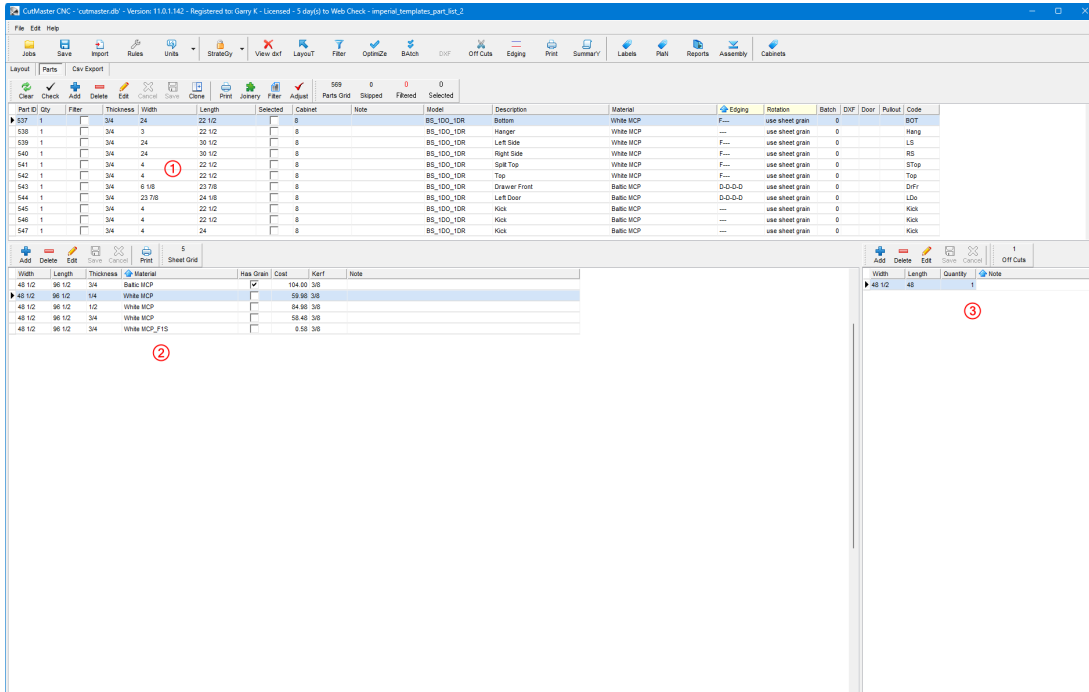 CutMaster CNC - 'cutmaster.db' - Version: 11.0.1.142 - Registered to: Garry K - Licensed - 5 day(s) to Web Check - imperial_templates_part_list_2
File Edit Help
Jobs Save Import Rules Units StrateGy View dxf LayouT Filter OptimiZe BAtch DXF Off Cuts Edging Print SummarY Labels PlaN Reports Assembly Cabinets
Layout Parts Cav Export
569 0 0 0
Clear Check Add Delete Edit Cancel Save Clone Print Joinery Filter Adjust Parts Grid Skipped Filtered Selected
Part ID Qty Filter Thickness Width Length Selected Cabinet Note Model Description Material Edging Rotation Batch DXF Door Pullout Code
537 1 3/4 24 22 1/2 8 BS_1DO_1DR Bottom White MCP F--- use sheet grain 0 BOT
538 1 3/4 3 22 1/2 8 BS_1DO_1DR Hanger White MCP --- use sheet grain 0 Hang
539 1 3/4 24 30 1/2 8 BS_1DO_1DR Left Side White MCP F--- use sheet grain 0 LS
540 1 3/4 24 30 1/2 8 BS_1DO_1DR Right Side White MCP F--- use sheet grain 0 RS
541 1 3/4 4 22 1/2 8 BS_1DO_1DR Split Top White MCP F--- use sheet grain 0 STop
542 1 3/4 4 22 1/2 8 BS_1DO_1DR Top White MCP F--- use sheet grain 0 Top
543 1 3/4 6 1/8 23 7/8 8 BS_1DO_1DR Drawer Front Baltic MCP D-D-D-D use sheet grain 0 DrFr
544 1 3/4 23 7/8 24 1/8 8 BS_1DO_1DR Left Door Baltic MCP D-D-D-D use sheet grain 0 LDo
545 1 3/4 4 22 1/2 8 BS_1DO_1DR Kick Baltic MCP --- use sheet grain 0 Kick
546 1 3/4 4 22 1/2 8 BS_1DO_1DR Kick Baltic MCP --- use sheet grain 0 Kick
547 1 3/4 4 24 8 BS_1DO_1DR Kick Baltic MCP --- use sheet grain 0 Kick
1
5
Add Delete Edit Save Cancel Print Sheet Grid
Width Length Thickness Material Has Grain Cost Kerf Note
48 1/2 96 1/2 3/4 Baltic MCP 104.00 3/8
48 1/2 96 1/2 1/4 White MCP 59.98 3/8
48 1/2 96 1/2 1/2 White MCP 84.98 3/8
48 1/2 96 1/2 3/4 White MCP 58.48 3/8
48 1/2 96 1/2 3/4 White MCP_F1S 0.58 3/8
2
1
Add Delete Edit Save Cancel Off Cuts
Width Length Quantity Note
48 1/2 48 1
3